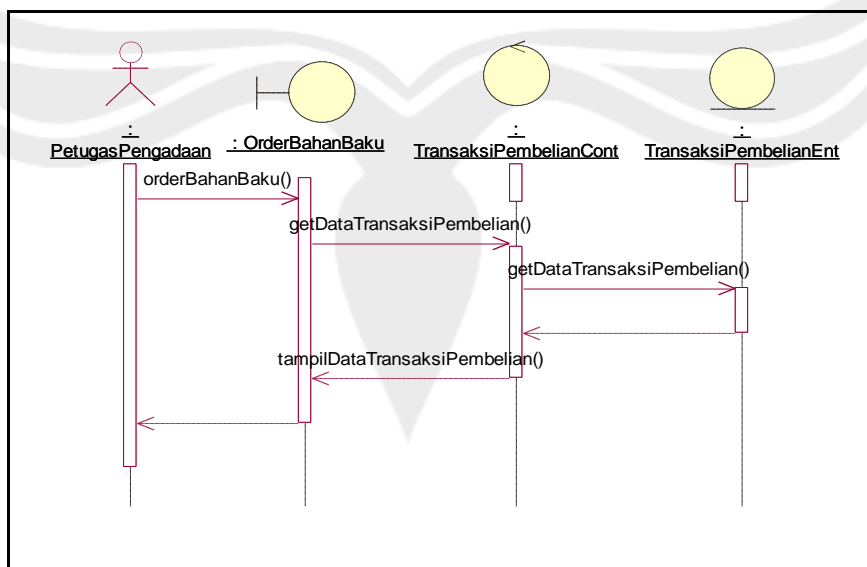 :
PetugasPengadaan
: OrderBahanBaku
:
TransaksiPembelianCont
:
TransaksiPembelianEnt
orderBahanBaku()
getDataTransaksiPembelian()
getDataTransaksiPembelian()
tampilDataTransaksiPembelian()